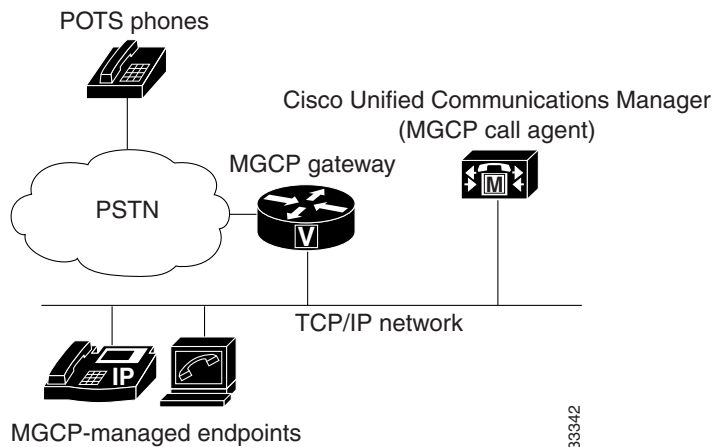 POTS phones
Cisco Unified Communications Manager
(MGCP call agent)
MGCP gateway
M
PSTN
V
TCP/IP network
IP
MGCP-managed endpoints